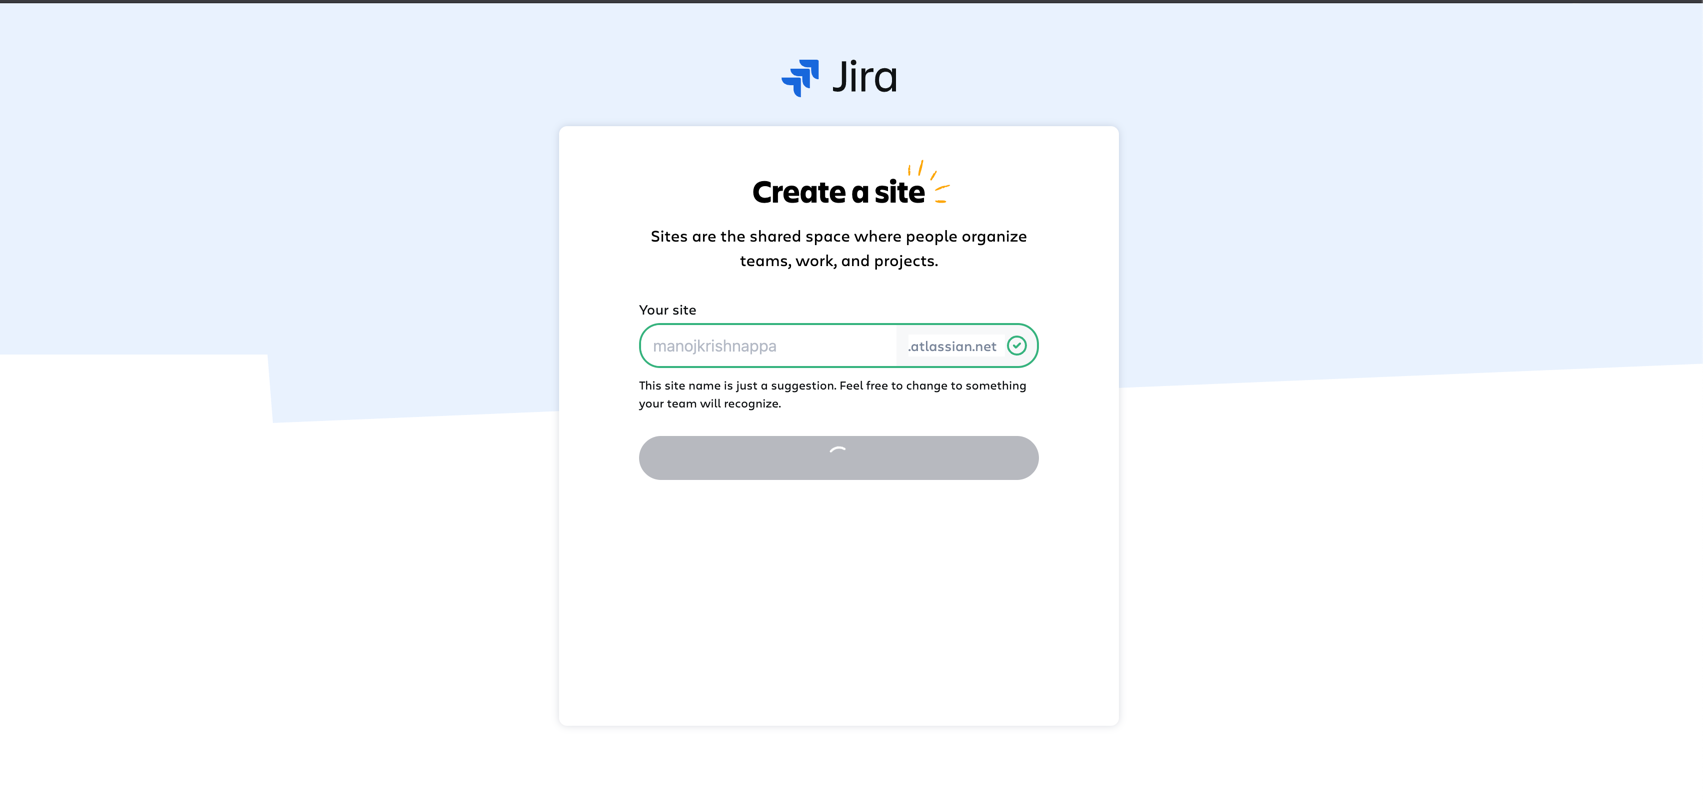 Jira
Create a site
Sites are the shared space where people organize
teams, work, and projects.
Your site
manojkrishnappa .atlassian.net
This site name is just a suggestion. Feel free to change to something
your team will recognize.